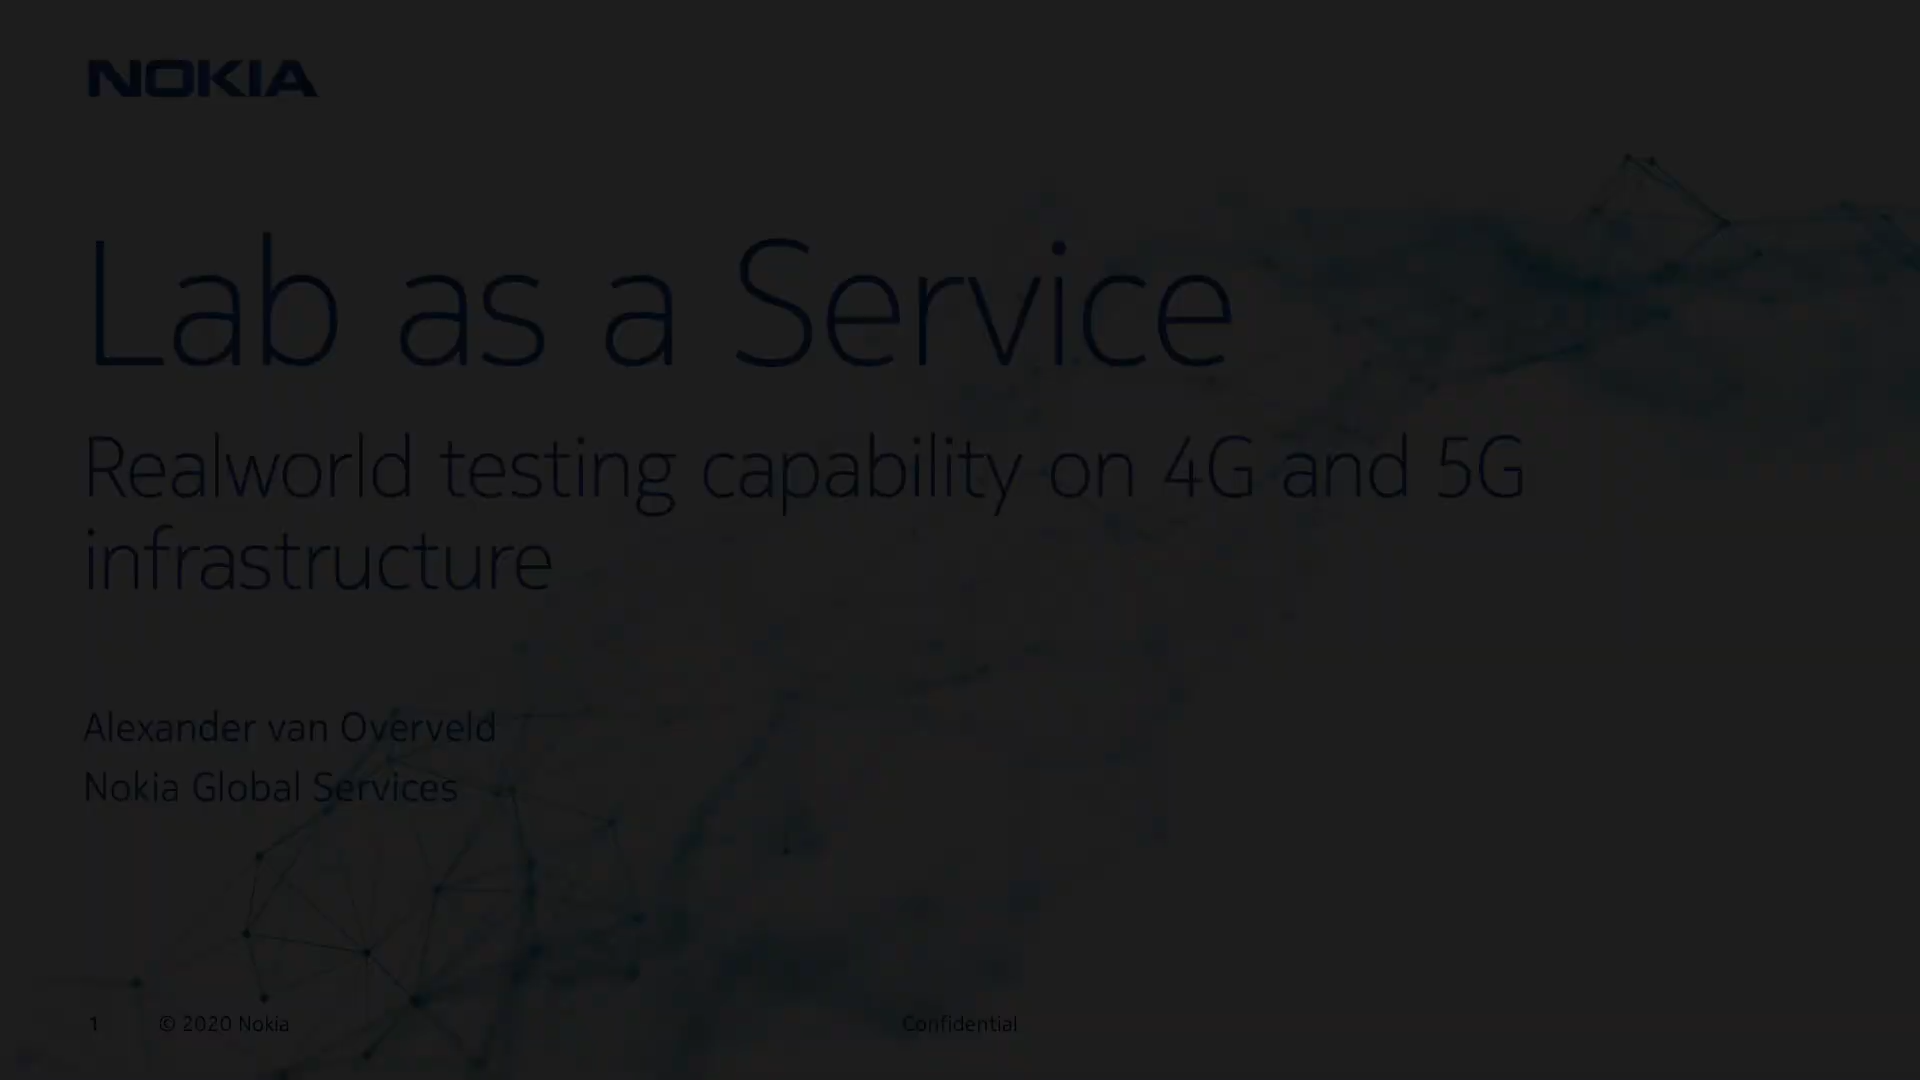 NOKIA
Lab as a Service
Realworld testing capability on 4G and 5G
infrastructure
Alexander van Overveld
Nokia Global Services
1 © 2020 Nokia Confidential